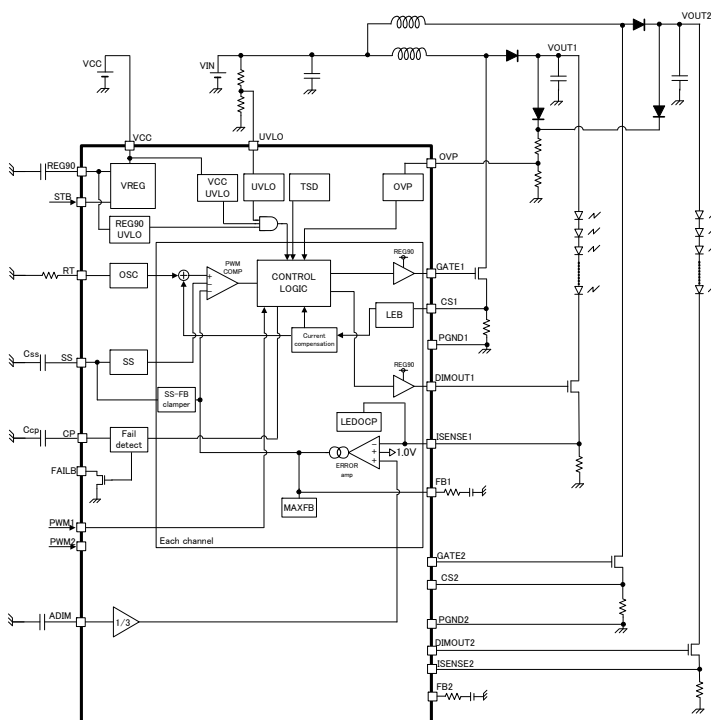 VOUT2
VCC
VIN
VOUT1
VCC
UVLO
REG90
OVP
VREG
VCC
UVLO
UVLO
TSD
OVP
STB
REG90
UVLO
PWM
COMP
REG90
RT
OSC
+
−
−
CONTROL
LOGIC
GATE1
CS1
LEB
Current
compensation
PGND1
Css
SS
SS
REG90
SS-FB
clamper
DIMOUT1
LEDOCP
Ccp
CP
Fail
detect
ISENSE1
−
+
+
1.0V
ERROR
amp
FAILB
FB1
MAXFB
PWM1
Each channel
PWM2
GATE2
CS2
ADIM
1/3
PGND2
DIMOUT2
ISENSE2
FB2